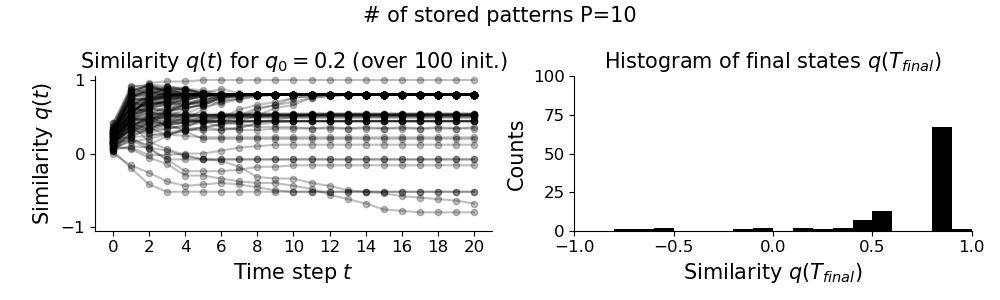 # of stored patterns P=10
Similarity q(t) for q₀ = 0.2 (over 100 init.)
Similarity q(t)
1
0
−1
0 2 4 6 8 10 12 14 16 18 20
Time step t
Histogram of final states q(T_final)
Counts
100
75
50
25
0
−1.0 −0.5 0.0 0.5 1.0
Similarity q(T_final)